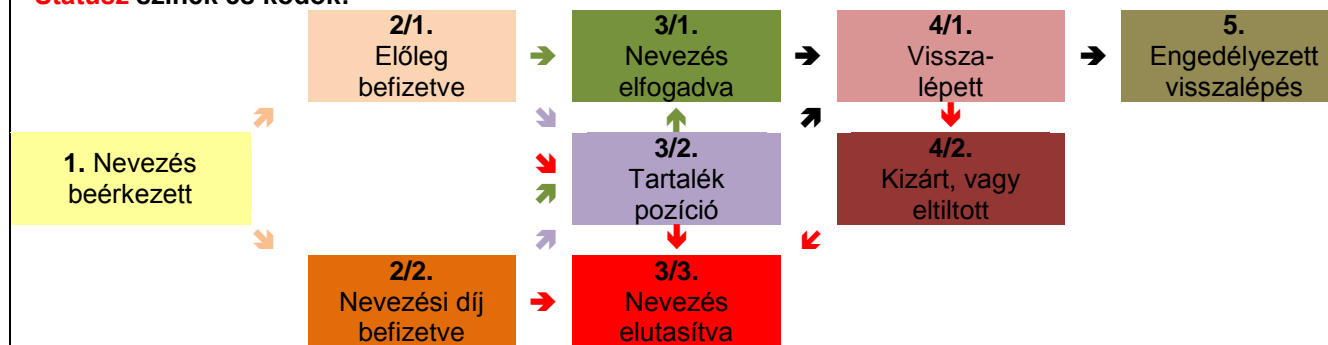 Státusz színek és kódok:
2/1.
Előleg
befizetve
3/1.
Nevezés
elfogadva
4/1.
Vissza-
lépett
5.
Engedélyezett
visszalépés
1. Nevezés
beérkezett
3/2.
Tartalék
pozíció
4/2.
Kizárt, vagy
eltiltott
2/2.
Nevezési díj
befizetve
3/3.
Nevezés
elutasítva